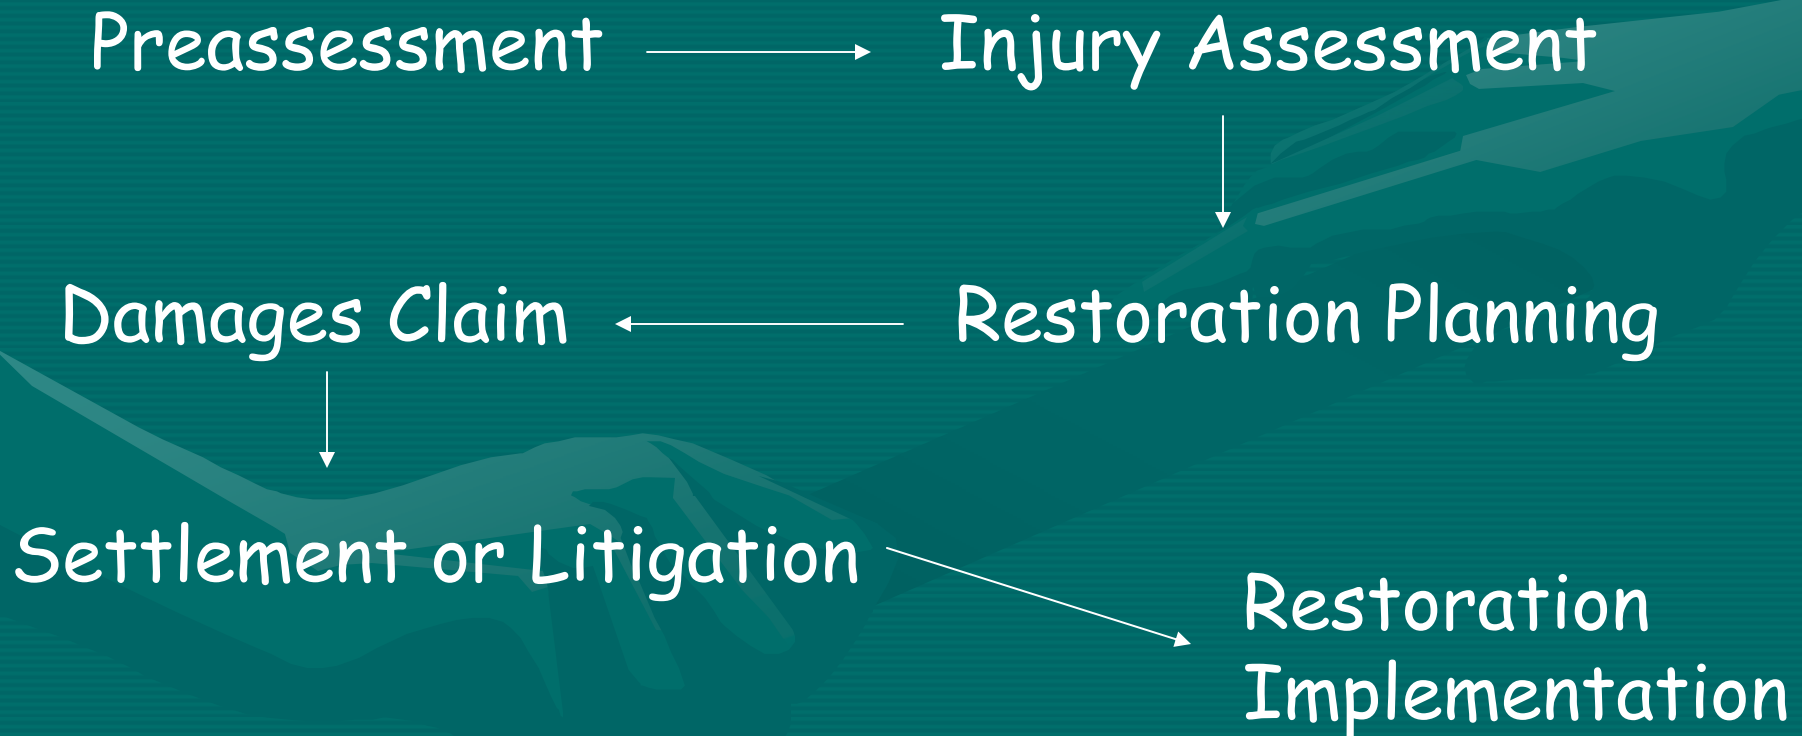 Preassessment
Injury Assessment
Restoration Planning
Damages Claim
Settlement or Litigation
Restoration
Implementation